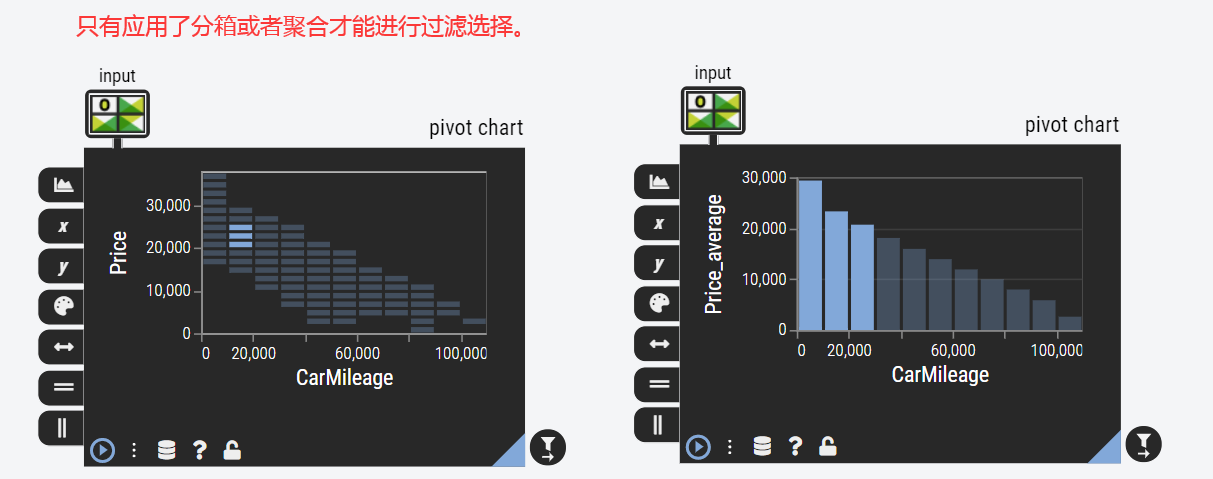 只有应用了分箱或者聚合才能进行过滤选择。
input
0
pivot chart
x
y
Price
30,000
20,000
10,000
0
0 20,000 60,000 100,000
CarMileage
?
input
0
pivot chart
x
y
Price_average
30,000
20,000
10,000
0
0 20,000 60,000 100,000
CarMileage
?